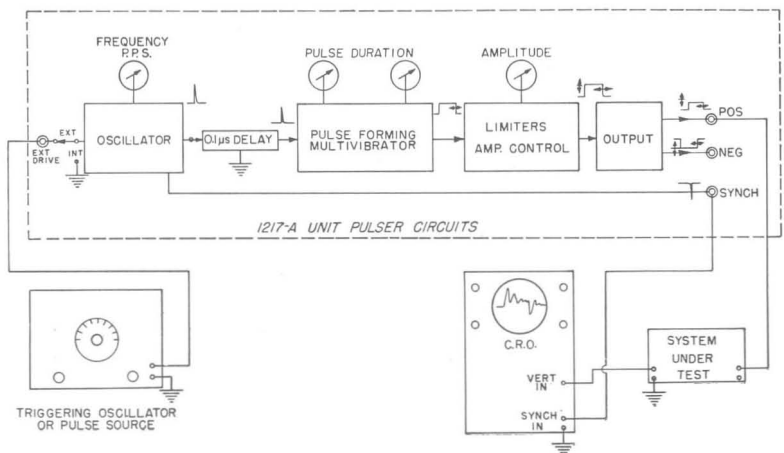 FREQUENCY
P.P.S.
PULSE DURATION
AMPLITUDE
EXT
EXT
DRIVE
INT
OSCILLATOR
0.1μs DELAY
PULSE FORMING
MULTIVIBRATOR
LIMITERS
AMP. CONTROL
OUTPUT
POS
NEG
SYNCH
1217-A UNIT PULSER CIRCUITS
C.R.O.
VERT
IN
SYNCH
IN
SYSTEM
UNDER
TEST
TRIGGERING OSCILLATOR
OR PULSE SOURCE